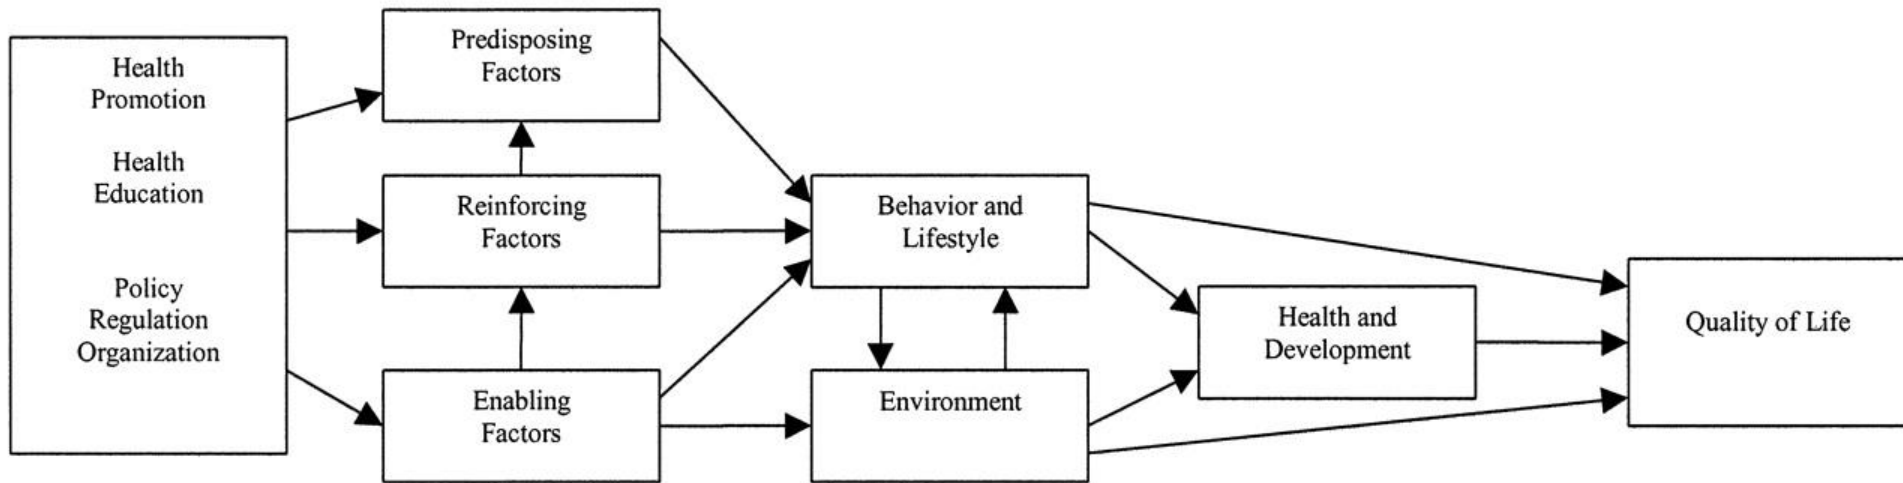 Health
Promotion
Health
Education
Policy
Regulation
Organization
Predisposing
Factors
Reinforcing
Factors
Enabling
Factors
Behavior and
Lifestyle
Environment
Health and
Development
Quality of Life